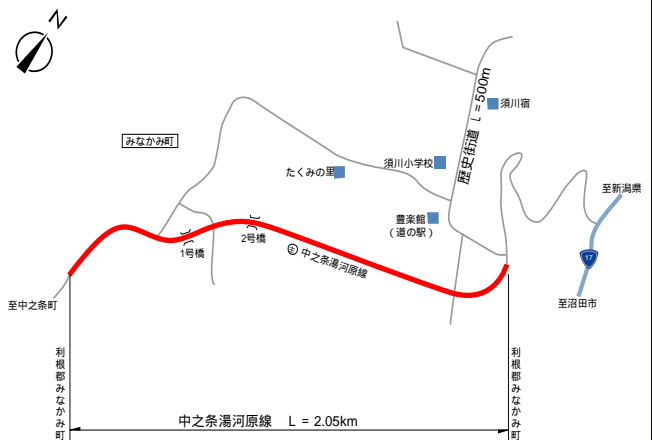 N
みなかみ町
須川宿
歴史街道 L=500m
須川小学校
たくみの里
至新潟県
豊楽館
(道の駅)
2号橋
1号橋
主 中之条湯河原線
17
至中之条町
至沼田市
利根郡みなかみ町
利根郡みなかみ町
中之条湯河原線 L = 2.05km